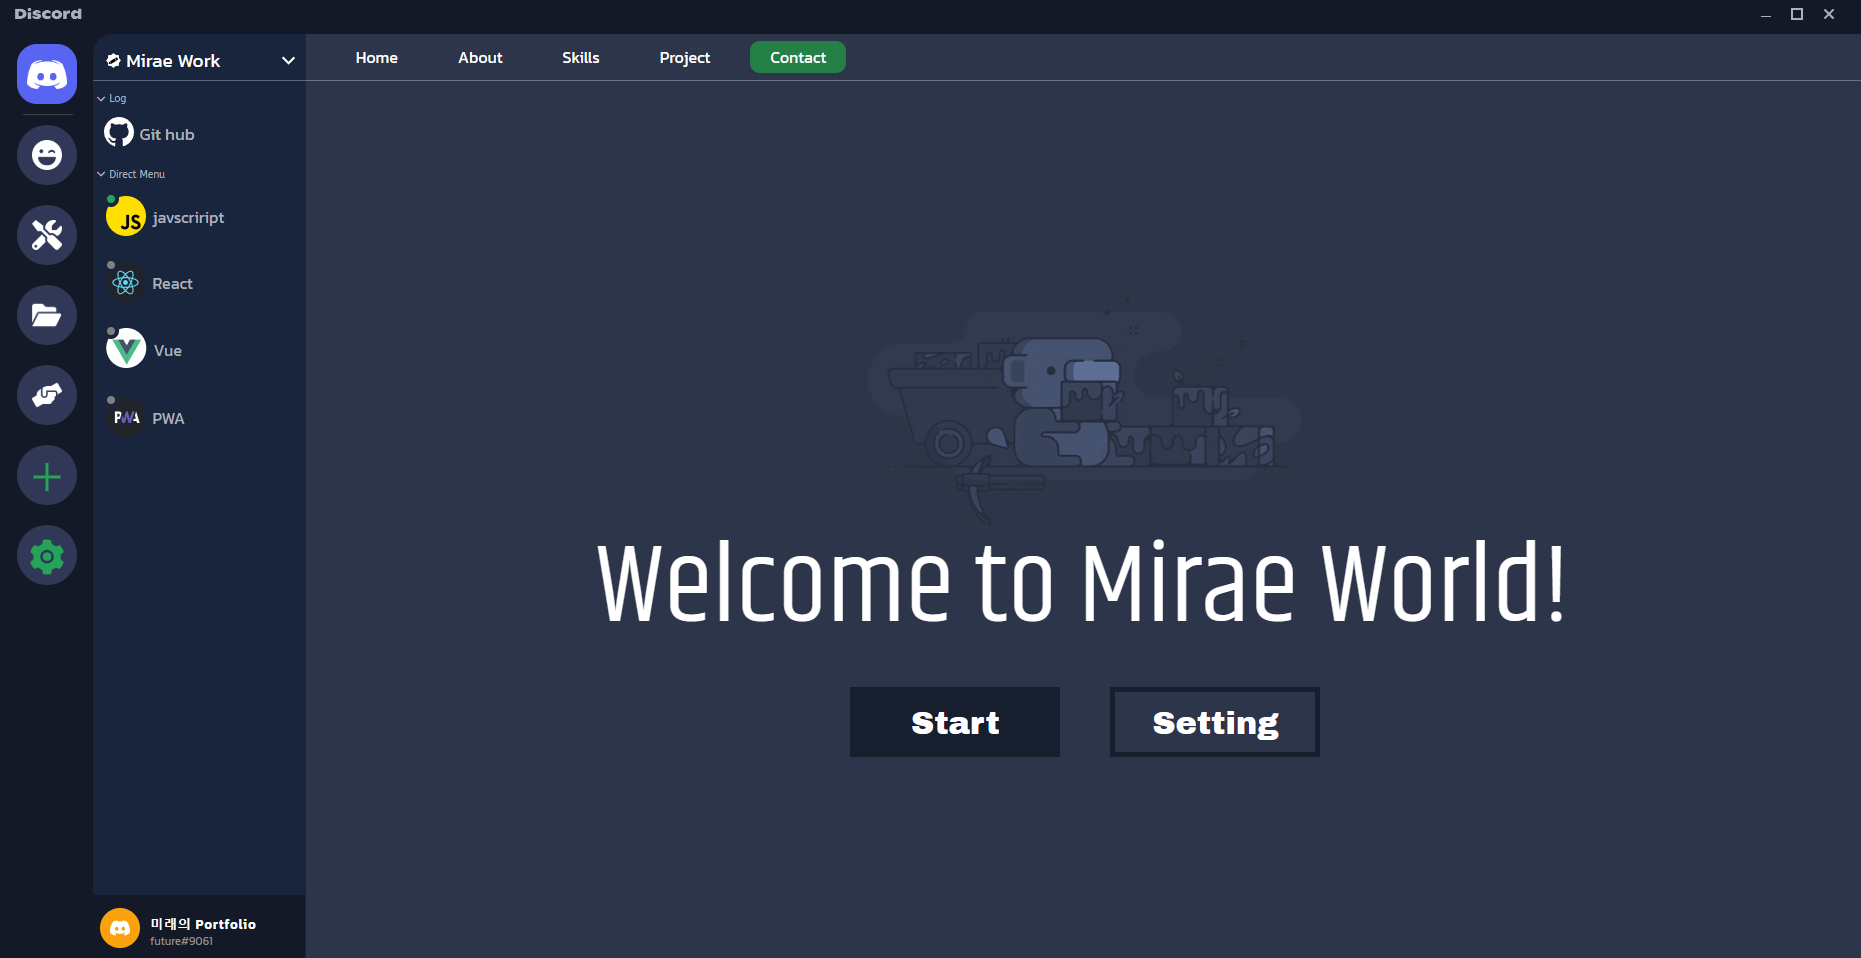 Discord
Mirae Work
Home About Skills Project Contact
Log
Git hub
Direct Menu
JS javscriript
React
Vue
PWA PWA
Welcome to Mirae World!
Start Setting
미래의 Portfolio
future#9061